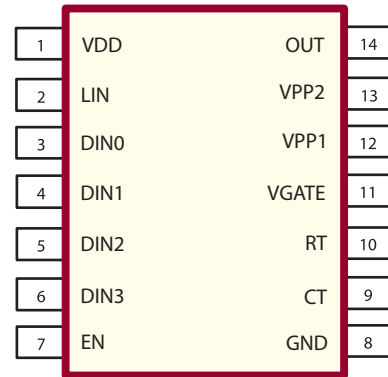 1 VDD OUT 14
2 LIN VPP2 13
3 DIN0 VPP1 12
4 DIN1 VGATE 11
5 DIN2 RT 10
6 DIN3 CT 9
7 EN GND 8